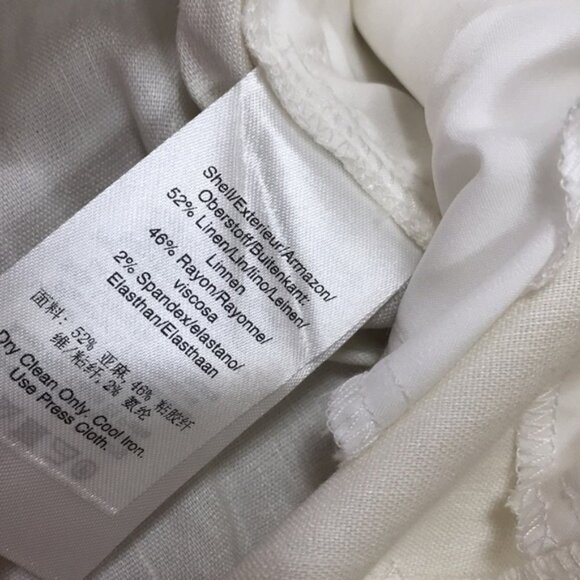 Shell/Exterieur/Armazon/
Oberstoff/Buitenkant:
52% Linen/Lin/lino/Leinen/
Linnen
46% Rayon/Rayonne/
viscosa
2% Spandex/elastano/
Elasthan/Elasthaan
面料：52% 亚麻, 46% 粘胶纤
维/粘纤, 2% 氨纶
Dry Clean Only. Cool Iron.
Use Press Cloth.